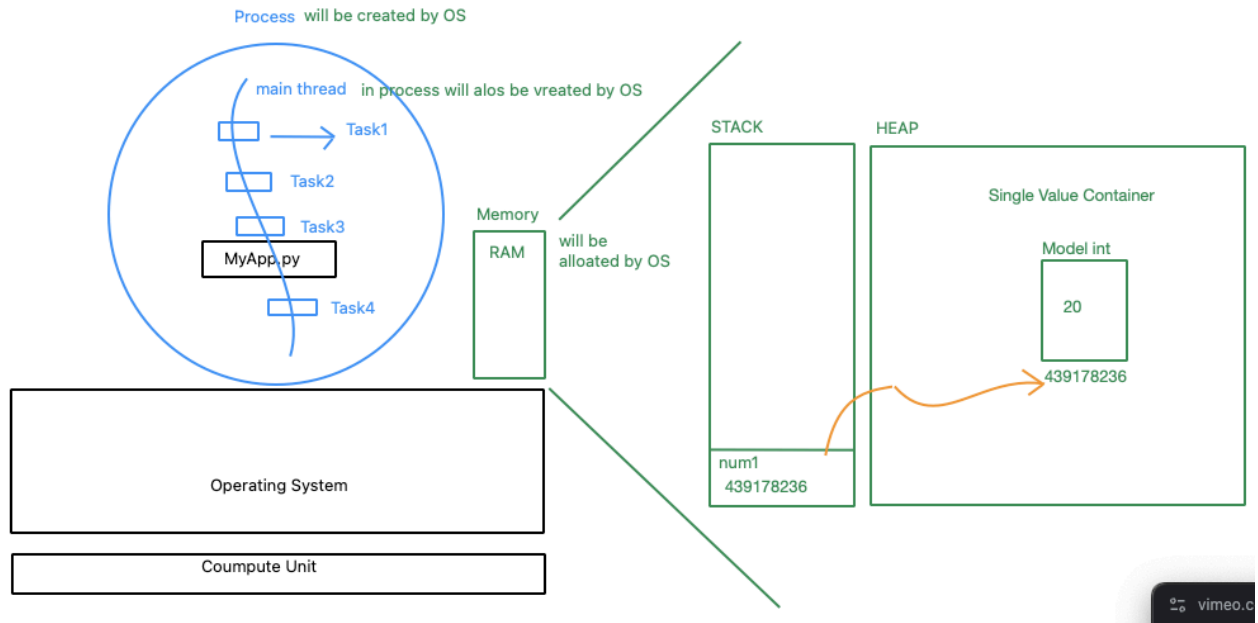 Process will be created by OS
main thread in process will alos be vreated by OS
Task1
Task2
Task3
MyApp.py
Task4
Memory
RAM
will be
alloated by OS
Operating System
Coumpute Unit
STACK
num1
439178236
HEAP
Single Value Container
Model int
20
439178236
vimeo.c